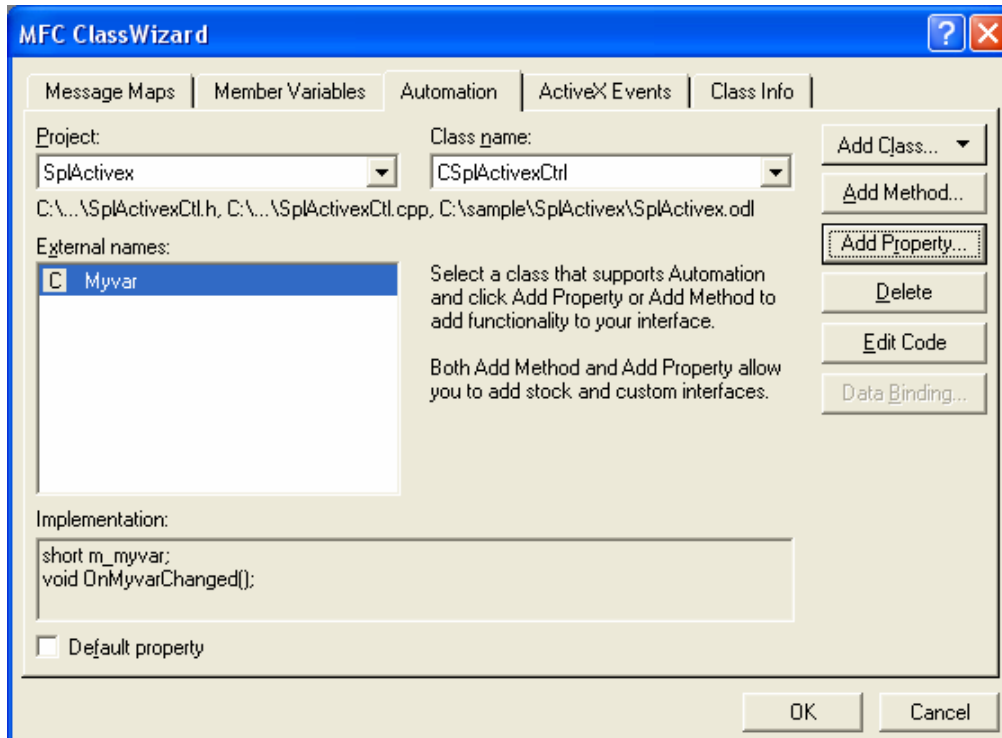 MFC ClassWizard
Message Maps
Member Variables
Automation
ActiveX Events
Class Info
Project:
Class name:
SplActivex
CSplActivexCtrl
C:\...\SplActivexCtl.h, C:\...\SplActivexCtl.cpp, C:\sample\SplActivex\SplActivex.odl
External names:
C Myvar
Select a class that supports Automation
and click Add Property or Add Method to
add functionality to your interface.
Both Add Method and Add Property allow
you to add stock and custom interfaces.
Add Class...
Add Method...
Add Property...
Delete
Edit Code
Data Binding...
Implementation:
short m_myvar;
void OnMyvarChanged();
Default property
OK
Cancel